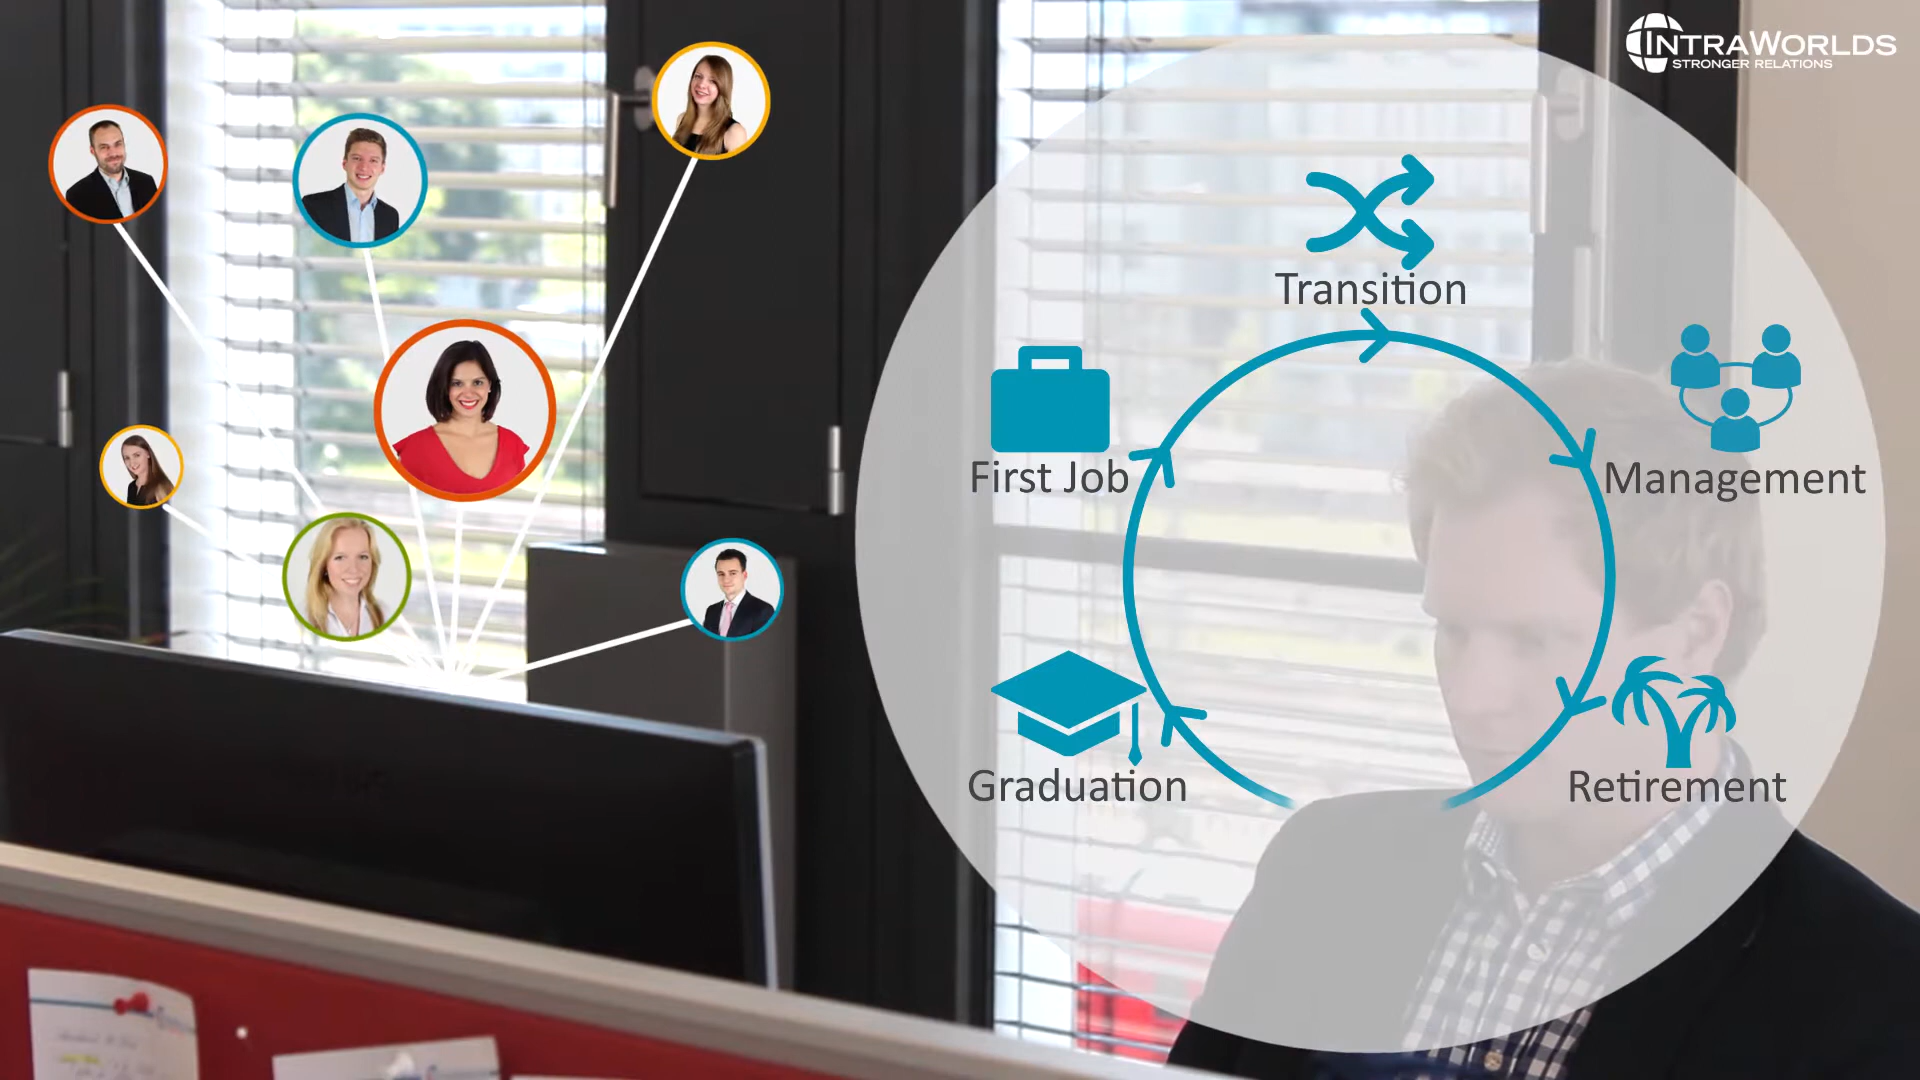 INTRAWORLDS
STRONGER RELATIONS
Transition
First Job
Management
Graduation
Retirement